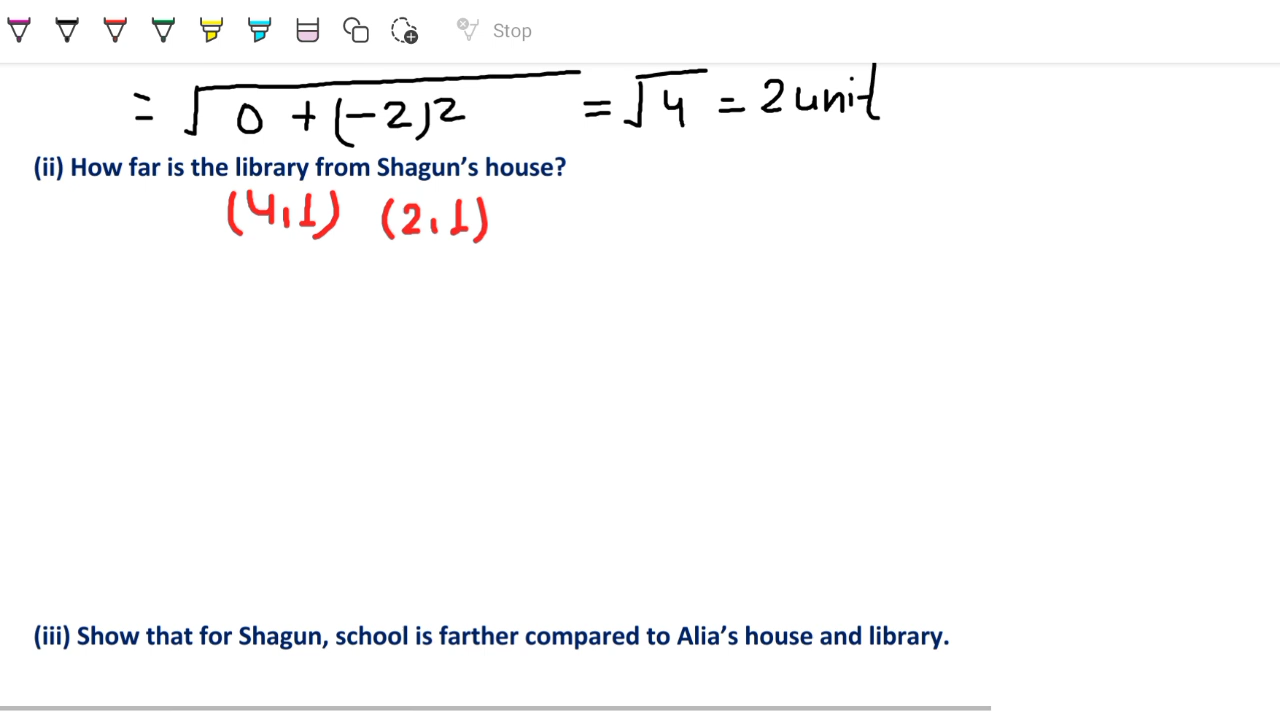 Stop
= √0 + (-2)² = √4 = 2 unit
(ii) How far is the library from Shagun’s house?
(4,1) (2,1)
(iii) Show that for Shagun, school is farther compared to Alia’s house and library.